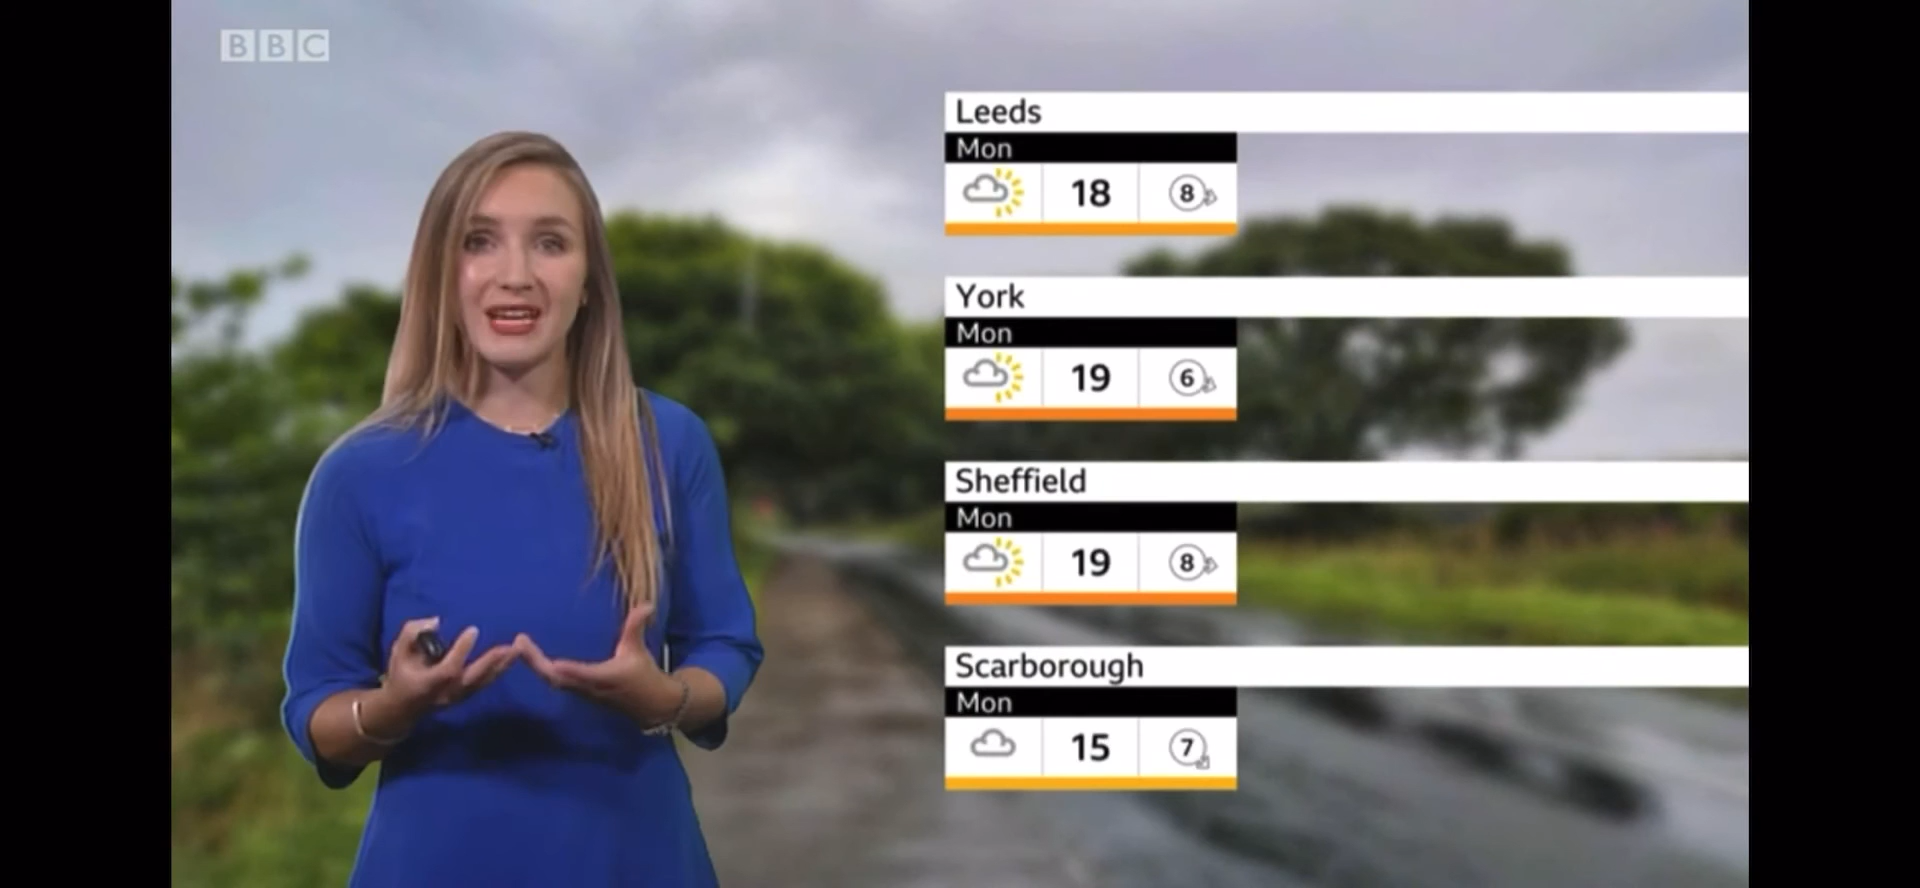 BBC
Leeds
Mon
18 8
York
Mon
19 6
Sheffield
Mon
19 8
Scarborough
Mon
15 7